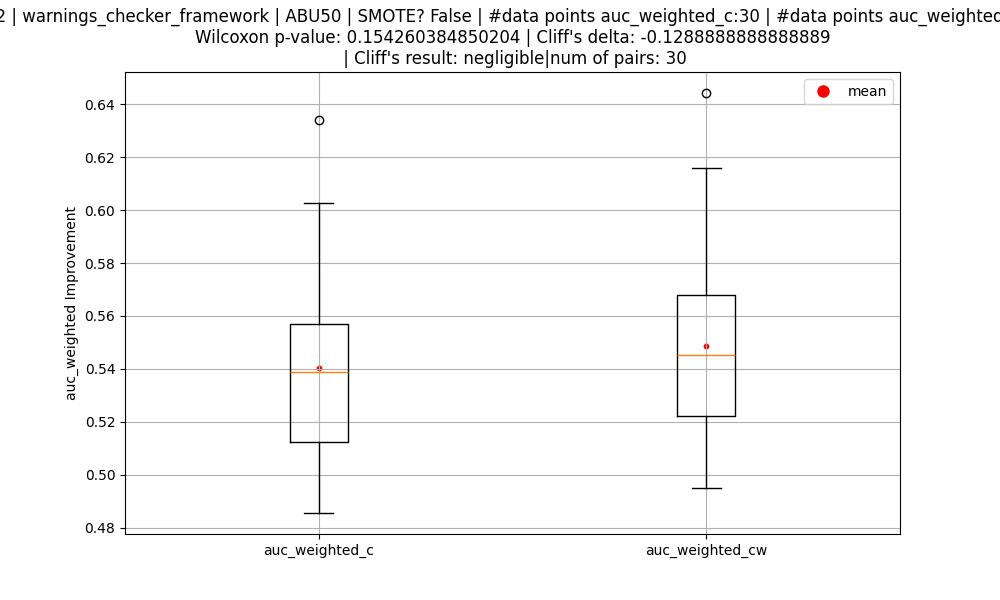 2 | warnings_checker_framework | ABU50 | SMOTE? False | #data points auc_weighted_c:30 | #data points auc_weighted
Wilcoxon p-value: 0.154260384850204 | Cliff's delta: -0.1288888888888889
| Cliff's result: negligible|num of pairs: 30
mean
0.64
0.62
0.60
0.58
0.56
0.54
0.52
0.50
0.48
auc_weighted Improvement
auc_weighted_c
auc_weighted_cw